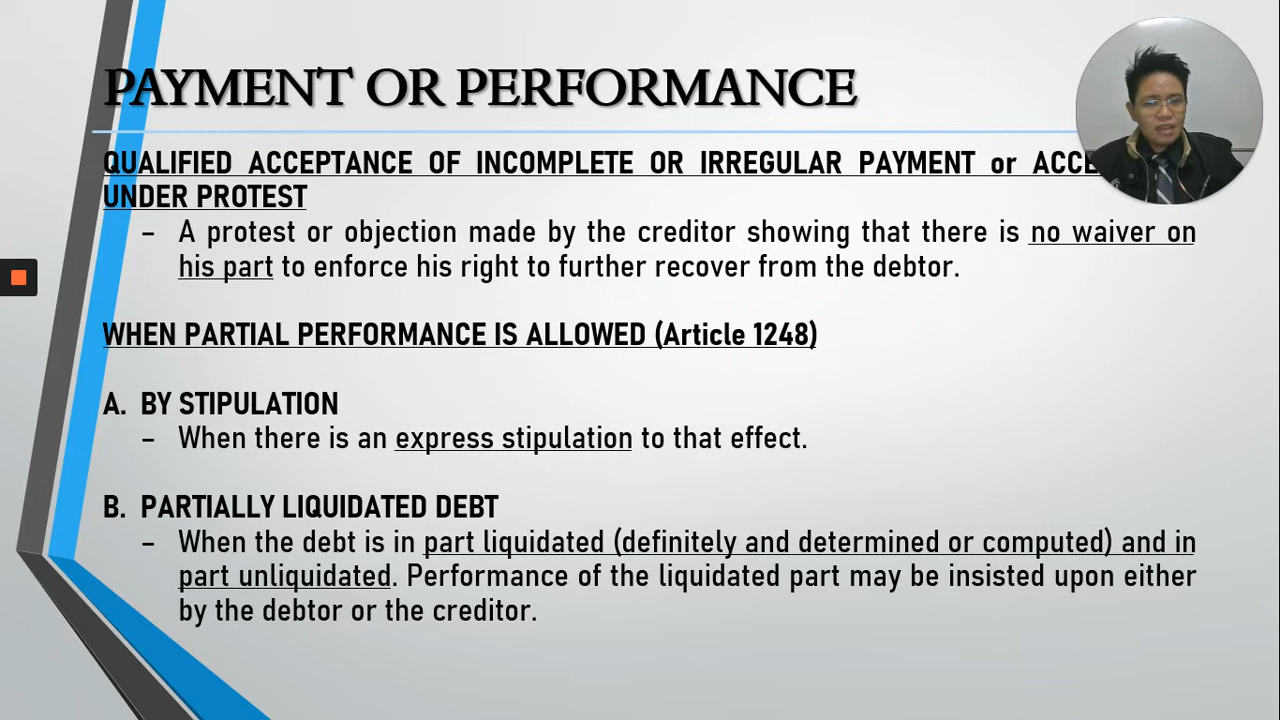 PAYMENT OR PERFORMANCE
QUALIFIED ACCEPTANCE OF INCOMPLETE OR IRREGULAR PAYMENT or
UNDER PROTEST
– A protest or objection made by the creditor showing that there is no waiver on
his part to enforce his right to further recover from the debtor.
WHEN PARTIAL PERFORMANCE IS ALLOWED (Article 1248)
A. BY STIPULATION
– When there is an express stipulation to that effect.
B. PARTIALLY LIQUIDATED DEBT
– When the debt is in part liquidated (definitely and determined or computed) and in
part unliquidated. Performance of the liquidated part may be insisted upon either
by the debtor or the creditor.